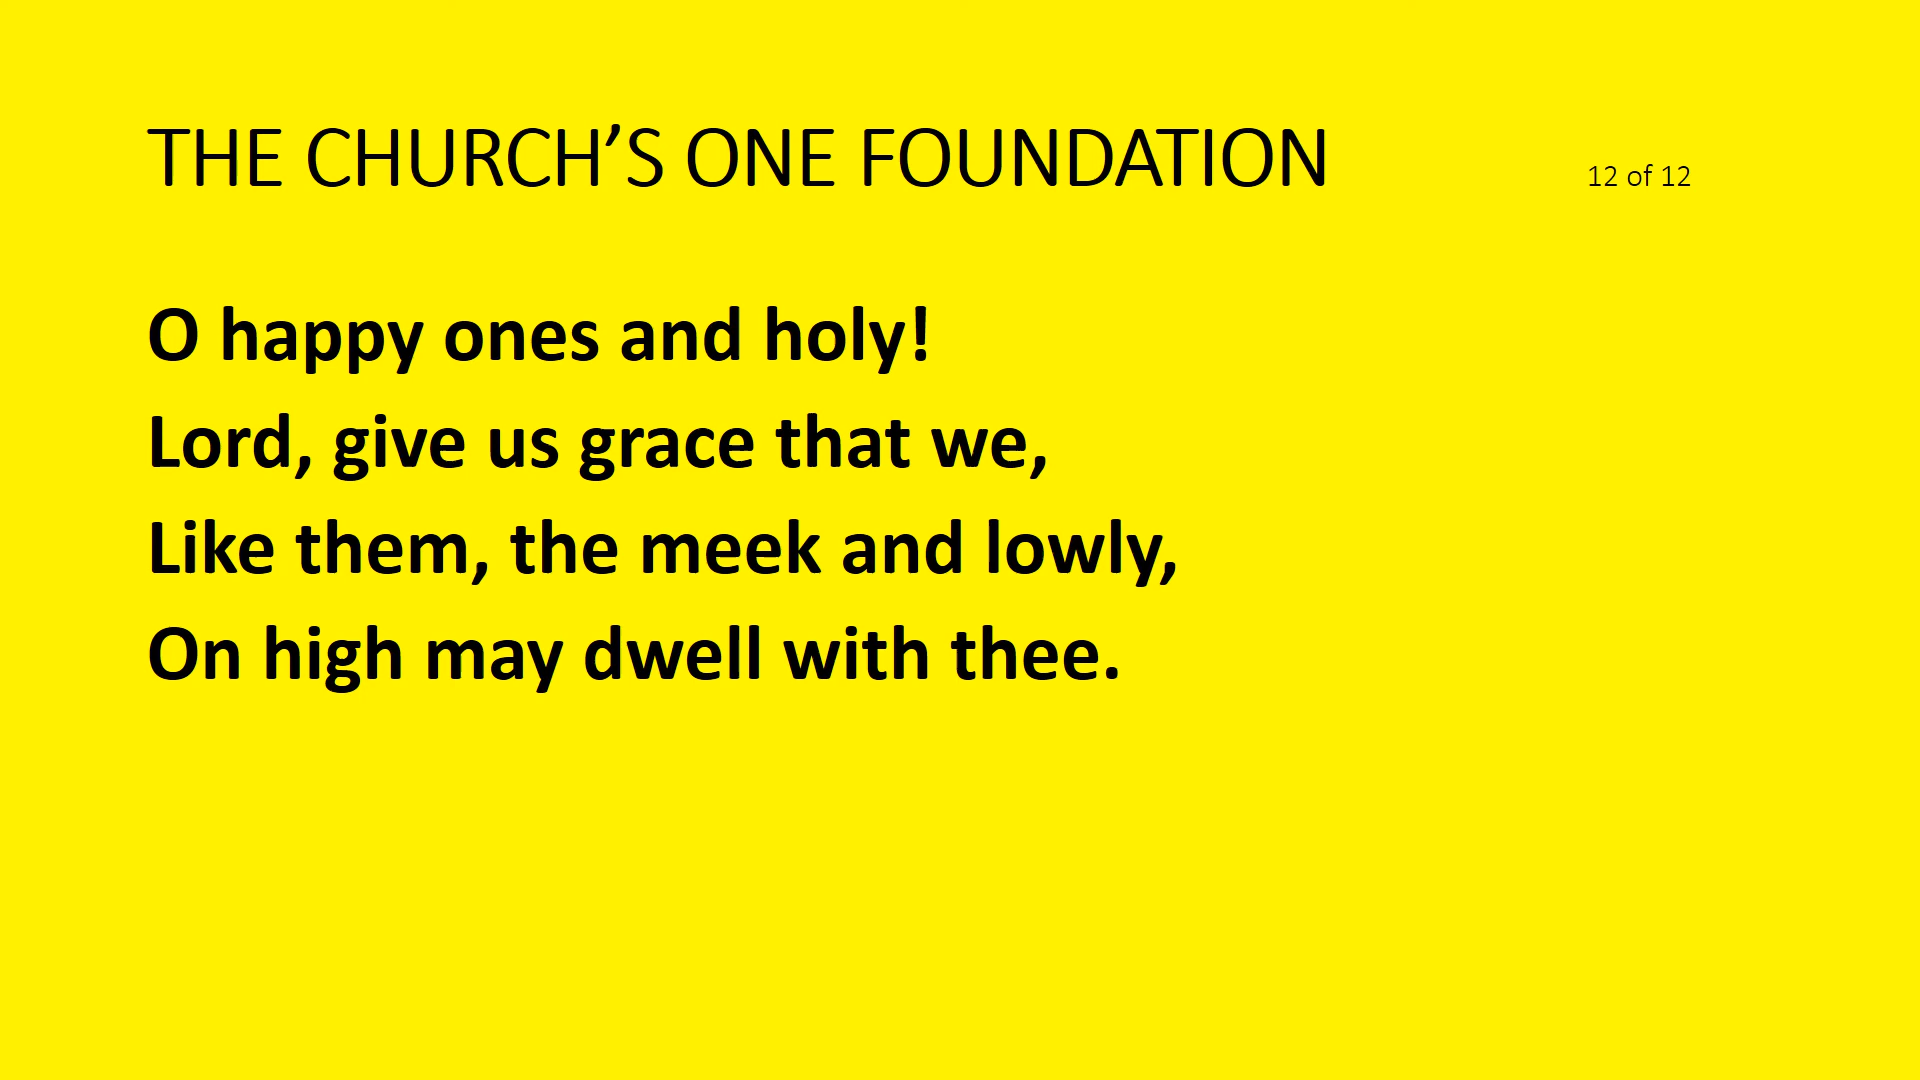 THE CHURCH’S ONE FOUNDATION 12 of 12
O happy ones and holy!
Lord, give us grace that we,
Like them, the meek and lowly,
On high may dwell with thee.